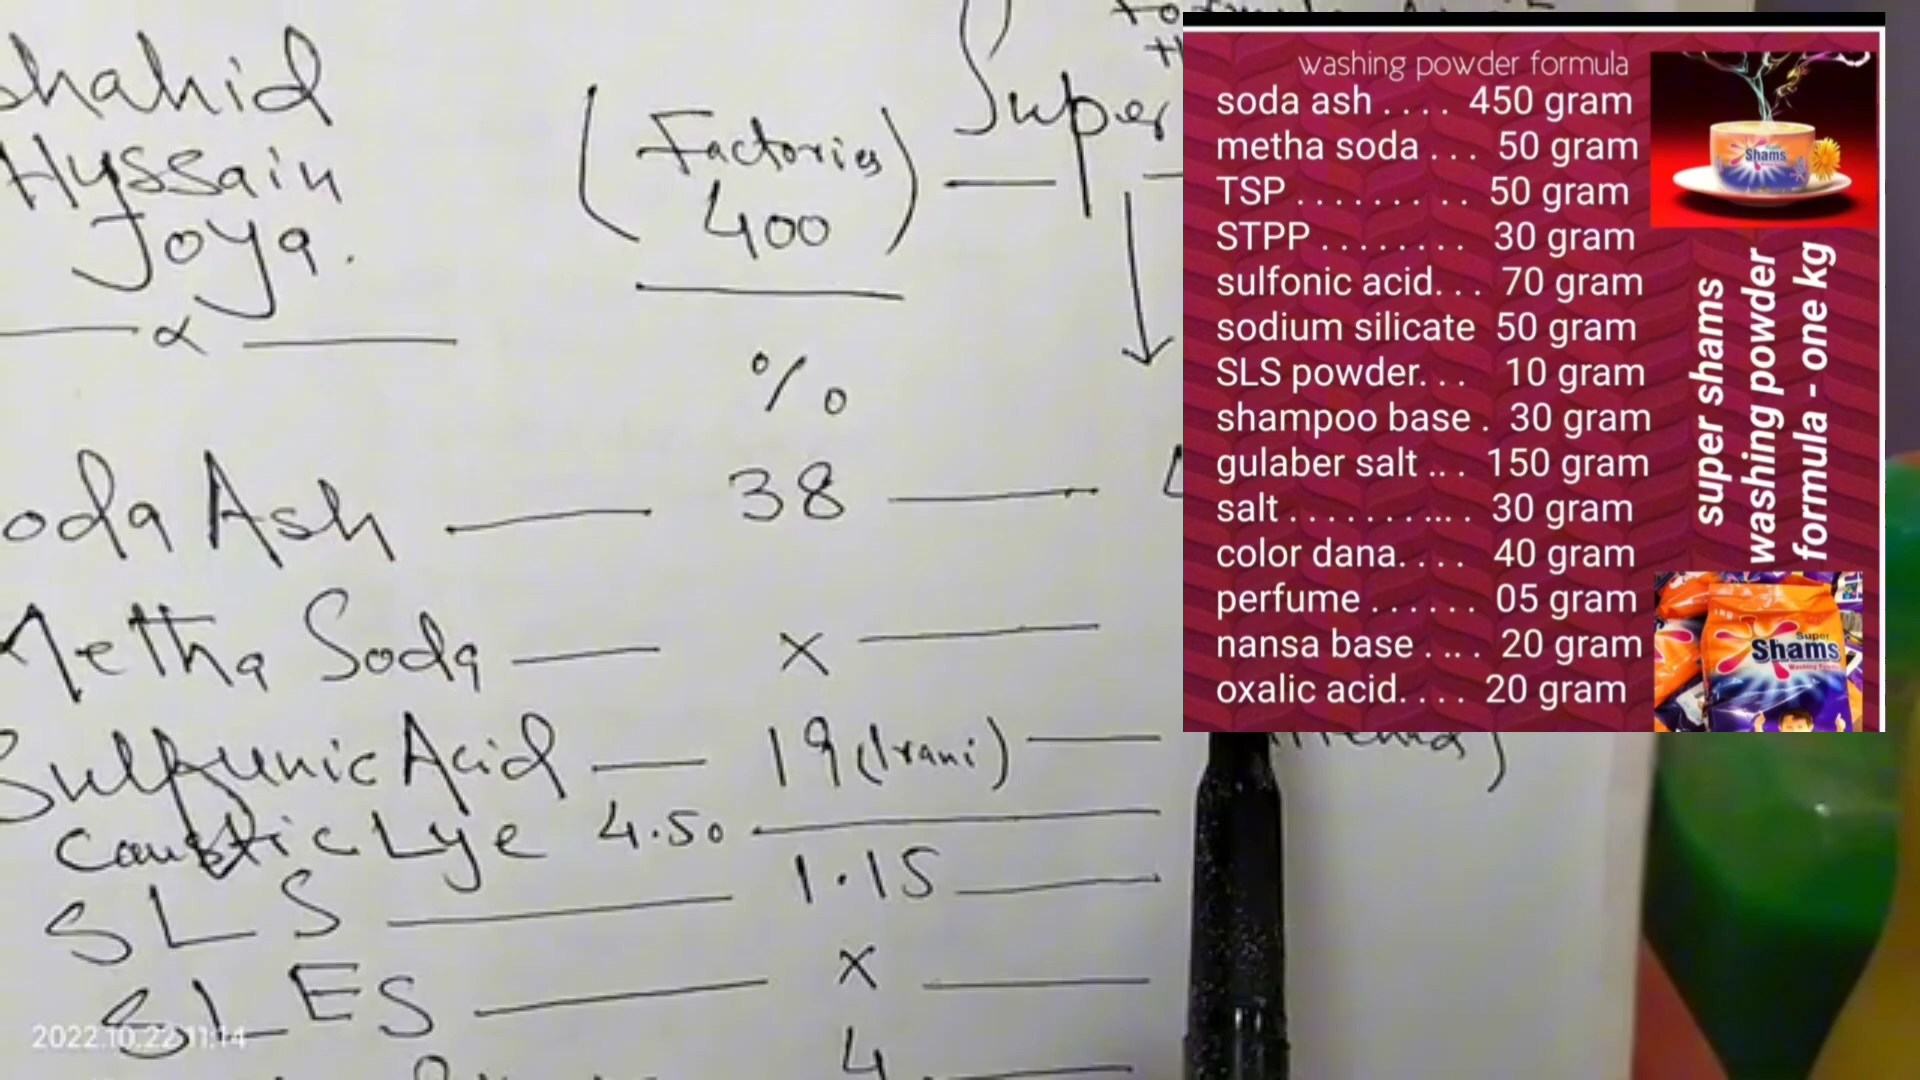 Shahid
Hyssain
Joya.
(Factories
400)
Super
%
Soda Ash — 38
Metha Soda — x
Sulfunic Acid — 19 (Irani)
Caustic Lye 4.50
SLS — 1.15
SLES — x
4
2022.10.22 11:14
washing powder formula
soda ash .... 450 gram
metha soda ... 50 gram
TSP ......... 50 gram
STPP ........ 30 gram
sulfonic acid... 70 gram
sodium silicate 50 gram
SLS powder... 10 gram
shampoo base . 30 gram
gulaber salt ... 150 gram
salt ........... 30 gram
color dana.... 40 gram
perfume ...... 05 gram
nansa base .... 20 gram
oxalic acid.... 20 gram
super shams
washing powder
formula - one kg
Shams
Super
Shams
Washing Powder